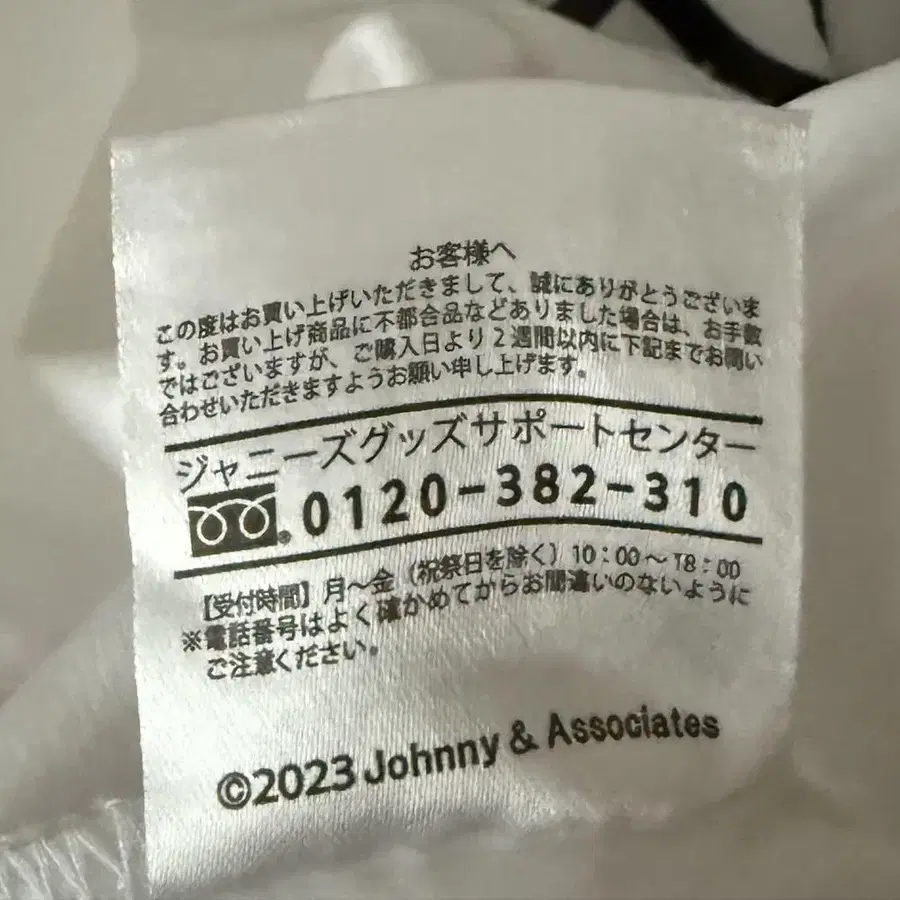 お客様へ
この度はお買い上げいただきまして、誠にありがとうございま
す。お買い上げ商品に不都合品などありました場合は、お手数
ではございますが、ご購入日より2週間以内に下記までお問い
合わせいただきますようお願い申し上げます。
ジャニーズグッズサポートセンター
0120-382-310
【受付時間】月〜金（祝祭日を除く）10：00〜18：00
※電話番号はよく確かめてからお間違いのないように
ご注意ください。
©2023 Johnny & Associates